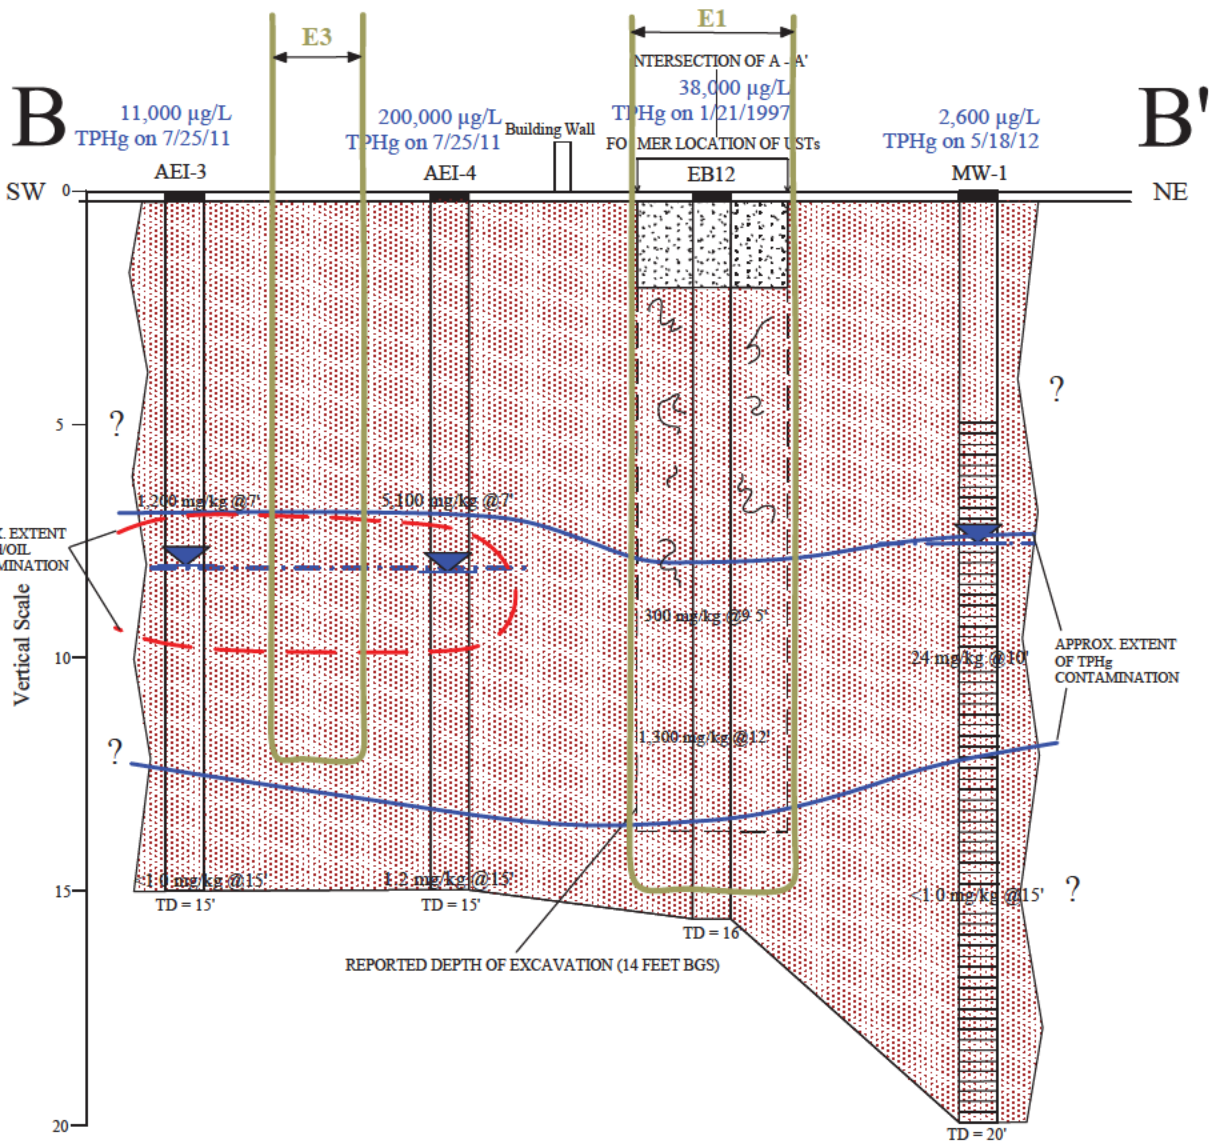 E3
E1
INTERSECTION OF A - A'
B
B'
11,000 µg/L
TPHg on 7/25/11
200,000 µg/L
TPHg on 7/25/11
Building Wall
38,000 µg/L
TPHg on 1/21/1997
FO MER LOCATION OF USTs
2,600 µg/L
TPHg on 5/18/12
AEI-3
AEI-4
EB12
MW-1
SW
NE
0
5
10
15
20
?
?
?
?
Vertical Scale
1,200 mg/kg @7'
5,100 mg/kg @7'
. EXTENT
/OIL
MINATION
300 mg/kg @9 5'
24 mg/kg @10'
1,300 mg/kg @12'
APPROX. EXTENT
OF TPHg
CONTAMINATION
<1.0 mg/kg @15'
1.2 mg/kg @15'
<1.0 mg/kg @15'
TD = 15'
TD = 15'
TD = 16'
TD = 20'
REPORTED DEPTH OF EXCAVATION (14 FEET BGS)